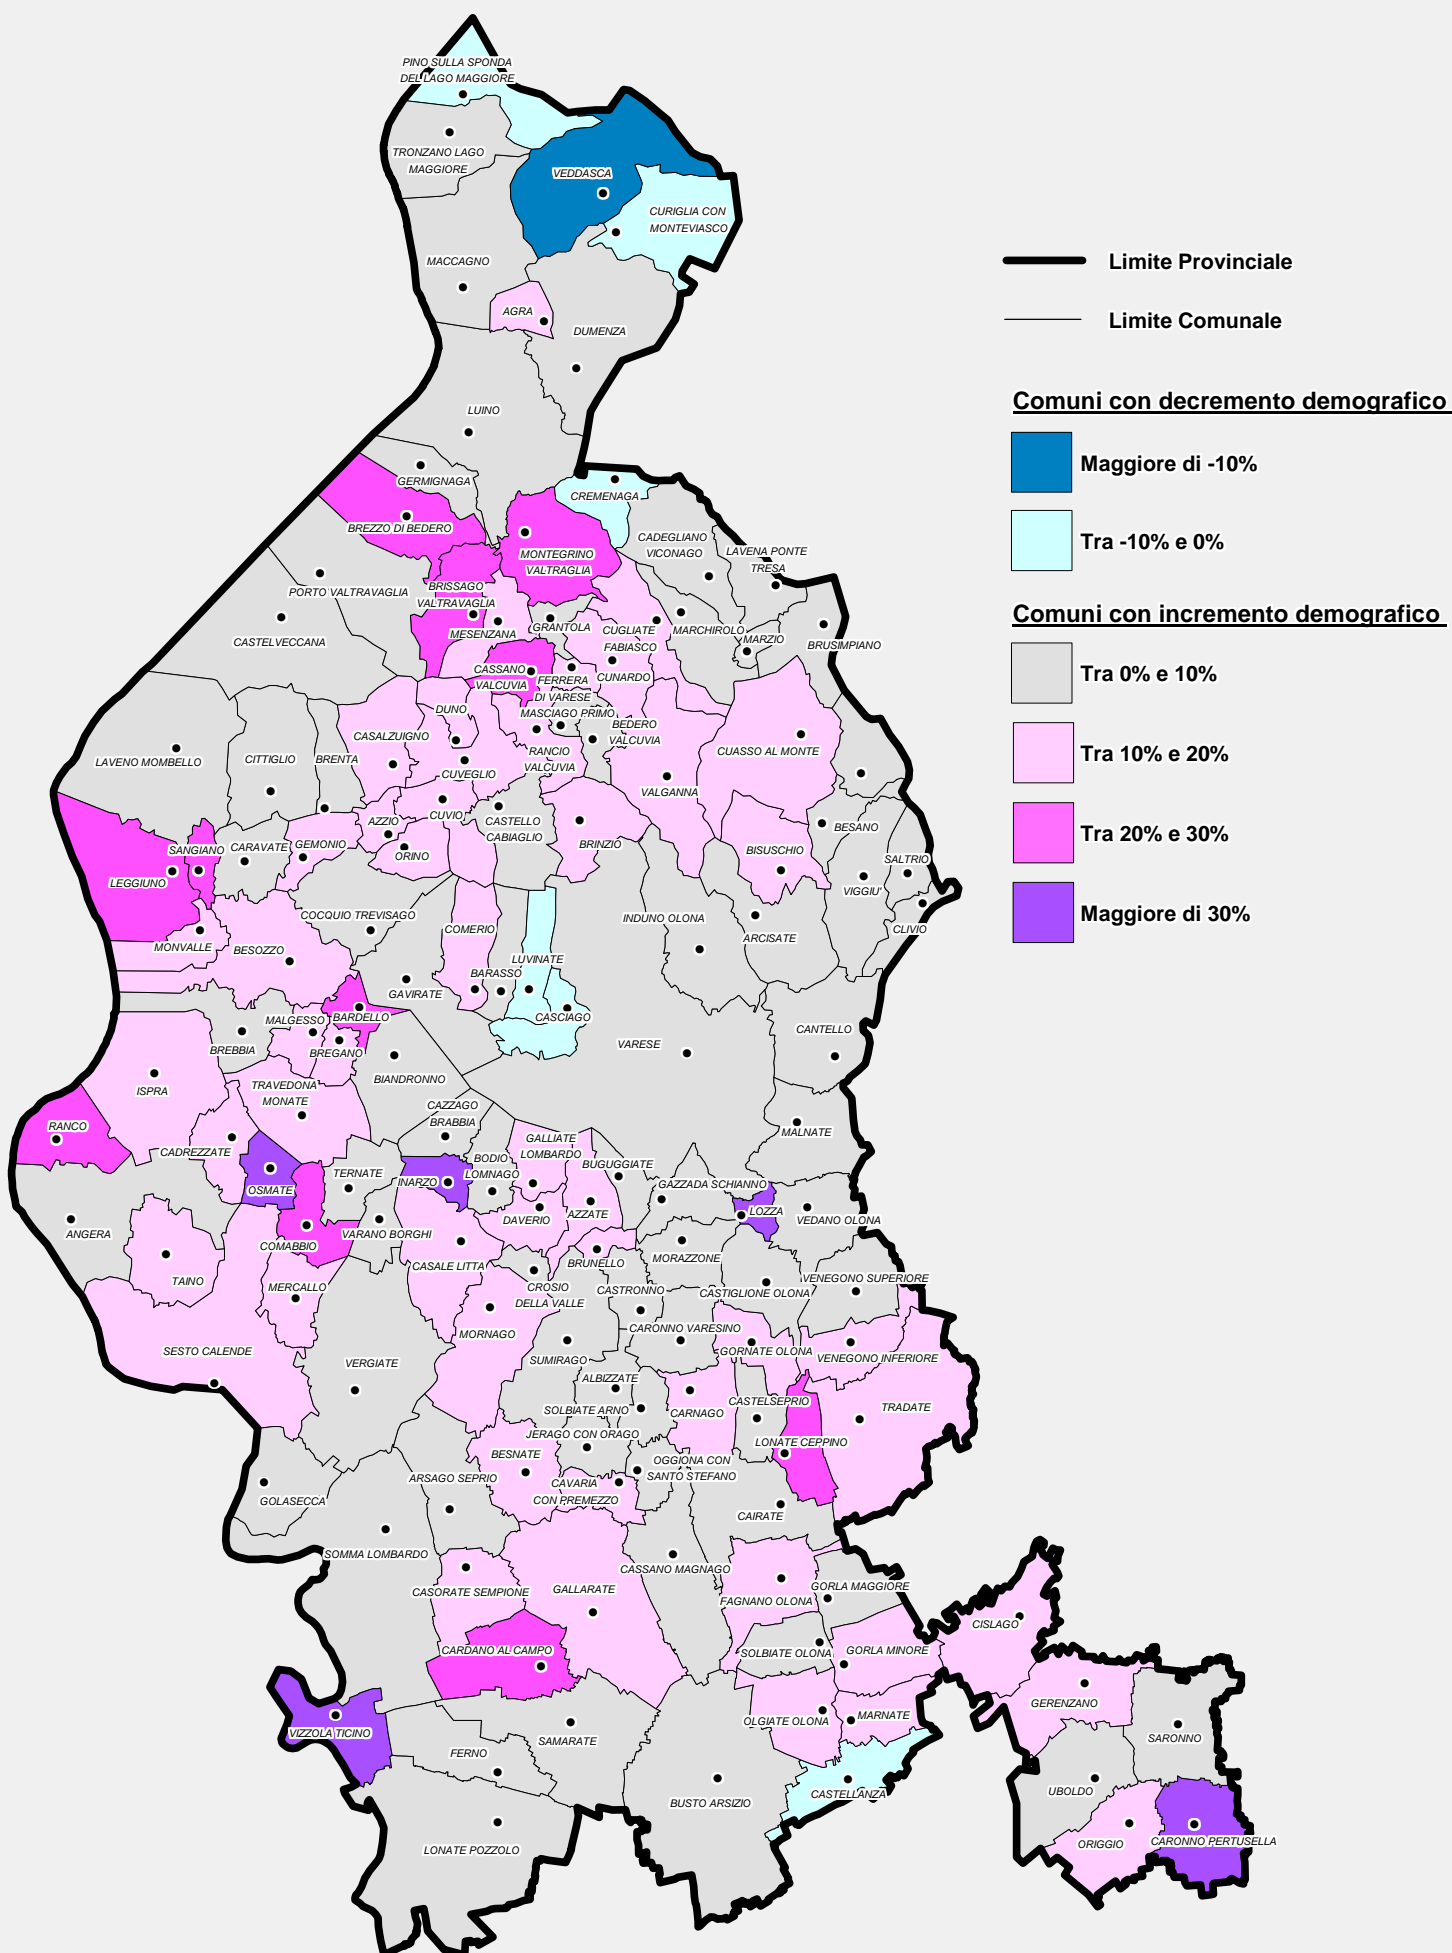 PINO SULLA SPONDA
DEL LAGO MAGGIORE
TRONZANO LAGO
MAGGIORE
VEDDASCA
CURIGLIA CON
MONTEVIASCO
MACCAGNO
AGRA
DUMENZA
LUINO
GERMIGNAGA
CREMENAGA
BREZZO DI BEDERO
MONTEGRINO
VALTRAGLIA
CADEGLIANO
VICONAGO
LAVENA PONTE
TRESA
PORTO VALTRAVAGLIA
BRISSAGO
VALTRAVAGLIA
CASTELVECCANA
MESENZANA
GRANTOLA
CUGLIATE
FABIASCO
MARCHIROLO
MARZIO
BRUSIMPIANO
CASSANO
VALCUVIA
FERRERA
DI VARESE
CUNARDO
MASCIAGO PRIMO
DUNO
BEDERO
VALCUVIA
CASALZUIGNO
RANCIO
VALCUVIA
CUASSO AL MONTE
LAVENO MOMBELLO
CITTIGLIO
BRENTA
CUVEGLIO
VALGANNA
CUVIO
AZZIO
CASTELLO
CABIAGLIO
BESANO
SANGIANO
CARAVATE
GEMONIO
ORINO
BRINZIO
BISUSCHIO
SALTRIO
LEGGIUNO
VIGGIU'
COCQUIO TREVISAGO
COMERIO
INDUNO OLONA
ARCISATE
CLIVIO
MONVALLE
BESOZZO
LUVINATE
BARASSO
GAVIRATE
CASCIAGO
MALGESSO
BARDELLO
CANTELLO
BREBBIA
BREGANO
VARESE
ISPRA
TRAVEDONA
MONATE
BIANDRONNO
CAZZAGO
BRABBIA
RANCO
MALNATE
CADREZZATE
GALLIATE
LOMBARDO
BODIO
LOMNAGO
BUGUGGIATE
OSMATE
TERNATE
INARZO
GAZZADA SCHIANNO
LOZZA
VEDANO OLONA
ANGERA
VARANO BORGHI
DAVERIO
AZZATE
COMABBIO
CASALE LITTA
BRUNELLO
MORAZZONE
TAINO
MERCALLO
CROSIO
DELLA VALLE
CASTRONNO
CASTIGLIONE OLONA
VENEGONO SUPERIORE
MORNAGO
CARONNO VARESINO
SESTO CALENDE
VERGIATE
SUMIRAGO
GORNATE OLONA
VENEGONO INFERIORE
ALBIZZATE
SOLBIATE ARNO
CARNAGO
CASTELSEPRIO
TRADATE
JERAGO CON ORAGO
LONATE CEPPINO
BESNATE
OGGIONA CON
SANTO STEFANO
ARSAGO SEPRIO
CAVARIA
CON PREMEZZO
GOLASECCA
CAIRATE
SOMMA LOMBARDO
CASSANO MAGNAGO
CASORATE SEMPIONE
GALLARATE
FAGNANO OLONA
GORLA MAGGIORE
CISLAGO
CARDANO AL CAMPO
SOLBIATE OLONA
GORLA MINORE
GERENZANO
VIZZOLA TICINO
OLGIATE OLONA
MARNATE
SARONNO
FERNO
SAMARATE
BUSTO ARSIZIO
CASTELLANZA
UBOLDO
ORIGGIO
CARONNO PERTUSELLA
LONATE POZZOLO
Limite Provinciale
Limite Comunale
Comuni con decremento demografico
Maggiore di -10%
Tra -10% e 0%
Comuni con incremento demografico
Tra 0% e 10%
Tra 10% e 20%
Tra 20% e 30%
Maggiore di 30%